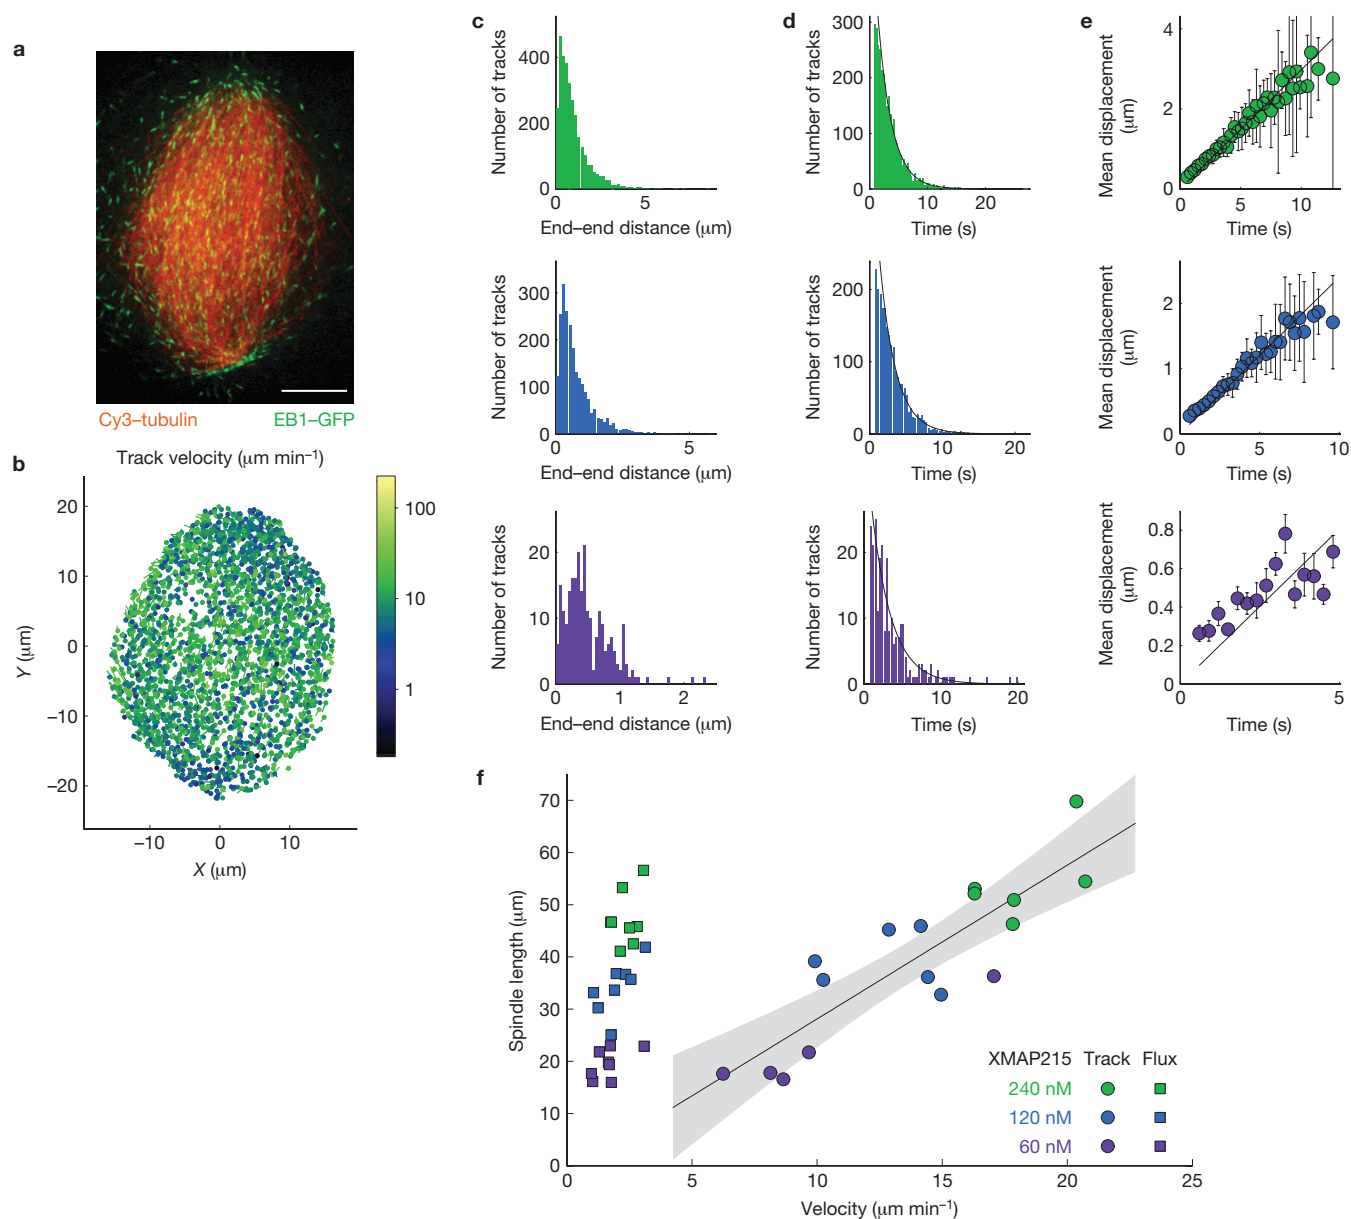 a
Cy3–tubulin EB1–GFP
b
Track velocity (μm min⁻¹)
20
10
0
–10
–20
Y (μm)
–10 0 10
X (μm)
100
10
1
c
Number of tracks
400
200
0
0 5
End–end distance (μm)
Number of tracks
300
200
100
0
0 5
End–end distance (μm)
Number of tracks
20
10
0
0 1 2
End–end distance (μm)
d
Number of tracks
300
200
100
0
0 10 20
Time (s)
Number of tracks
200
100
0
0 10 20
Time (s)
Number of tracks
20
10
0
0 10 20
Time (s)
e
Mean displacement
(μm)
4
2
0
0 5 10
Time (s)
Mean displacement
(μm)
2
1
0
0 5 10
Time (s)
Mean displacement
(μm)
0.8
0.6
0.4
0.2
0
0 5
Time (s)
f
Spindle length (μm)
70
60
50
40
30
20
10
0
0 5 10 15 20 25
Velocity (μm min⁻¹)
XMAP215 Track Flux
240 nM
120 nM
60 nM